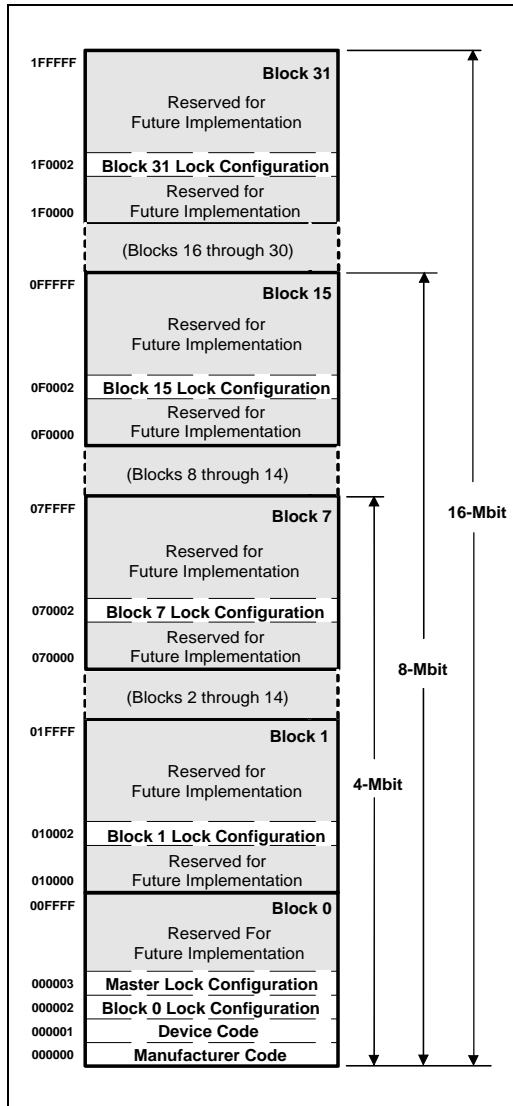 1FFFFF
Block 31
Reserved for
Future Implementation
1F0002
Block 31 Lock Configuration
Reserved for
Future Implementation
1F0000
(Blocks 16 through 30)
0FFFFF
Block 15
Reserved for
Future Implementation
0F0002
Block 15 Lock Configuration
Reserved for
Future Implementation
0F0000
(Blocks 8 through 14)
07FFFF
Block 7
Reserved for
Future Implementation
070002
Block 7 Lock Configuration
Reserved for
Future Implementation
070000
(Blocks 2 through 14)
01FFFF
Block 1
Reserved for
Future Implementation
010002
Block 1 Lock Configuration
Reserved for
Future Implementation
010000
00FFFF
Block 0
Reserved For
Future Implementation
000003
Master Lock Configuration
000002
Block 0 Lock Configuration
000001
Device Code
000000
Manufacturer Code
4-Mbit
8-Mbit
16-Mbit